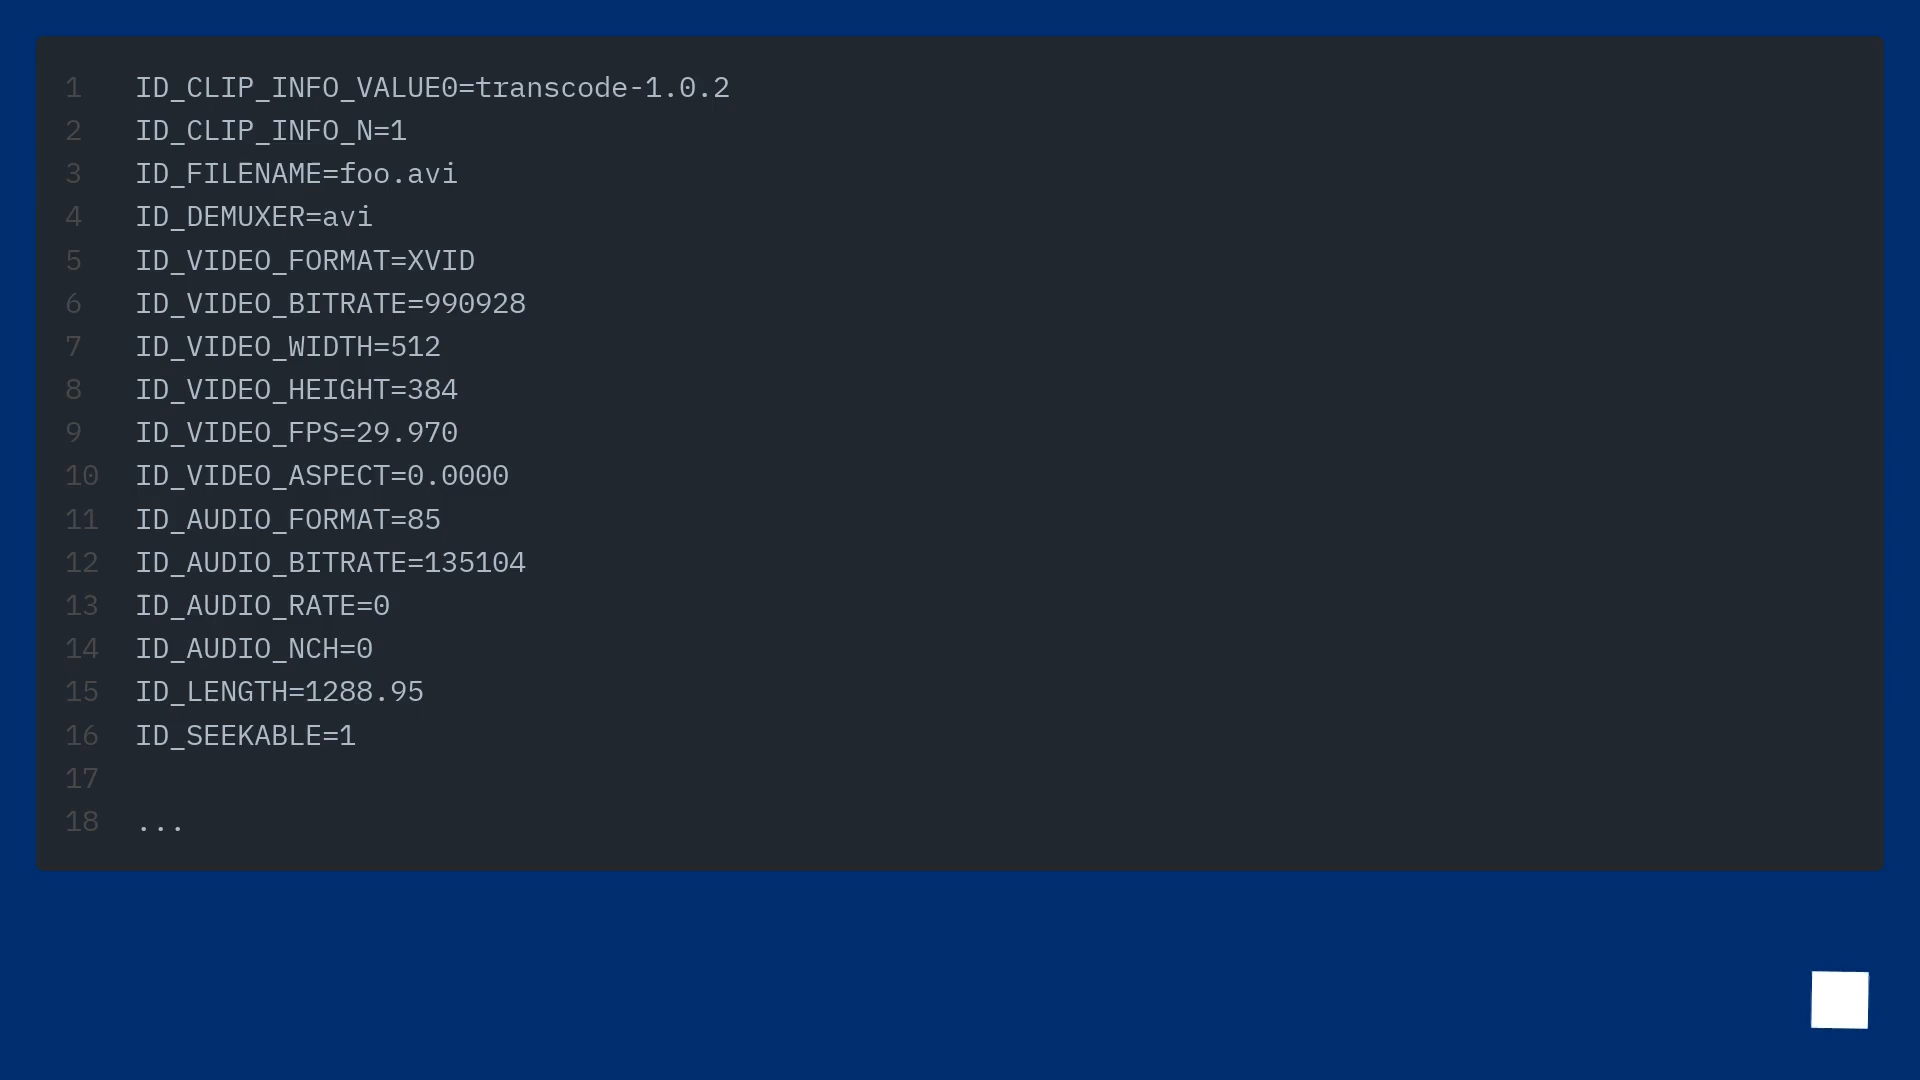 1 ID_CLIP_INFO_VALUE0=transcode-1.0.2
2 ID_CLIP_INFO_N=1
3 ID_FILENAME=foo.avi
4 ID_DEMUXER=avi
5 ID_VIDEO_FORMAT=XVID
6 ID_VIDEO_BITRATE=990928
7 ID_VIDEO_WIDTH=512
8 ID_VIDEO_HEIGHT=384
9 ID_VIDEO_FPS=29.970
10 ID_VIDEO_ASPECT=0.0000
11 ID_AUDIO_FORMAT=85
12 ID_AUDIO_BITRATE=135104
13 ID_AUDIO_RATE=0
14 ID_AUDIO_NCH=0
15 ID_LENGTH=1288.95
16 ID_SEEKABLE=1
17
18 ...